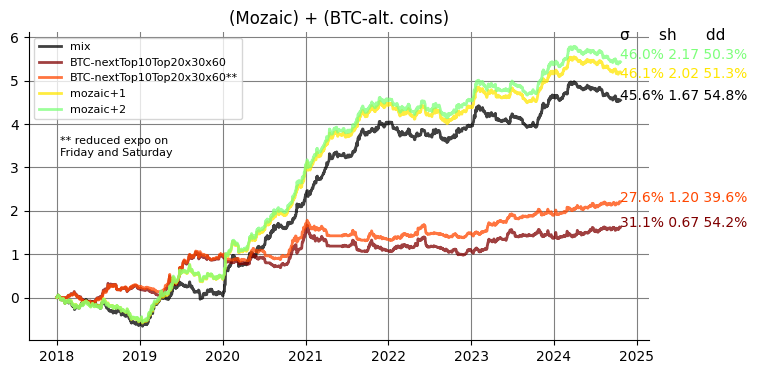 (Mozaic) + (BTC-alt. coins)
σ sh dd
mix
BTC-nextTop10Top20x30x60
BTC-nextTop10Top20x30x60**
mozaic+1
mozaic+2
** reduced expo on
Friday and Saturday
46.0% 2.17 50.3%
46.1% 2.02 51.3%
45.6% 1.67 54.8%
27.6% 1.20 39.6%
31.1% 0.67 54.2%
6
5
4
3
2
1
0
2018 2019 2020 2021 2022 2023 2024 2025